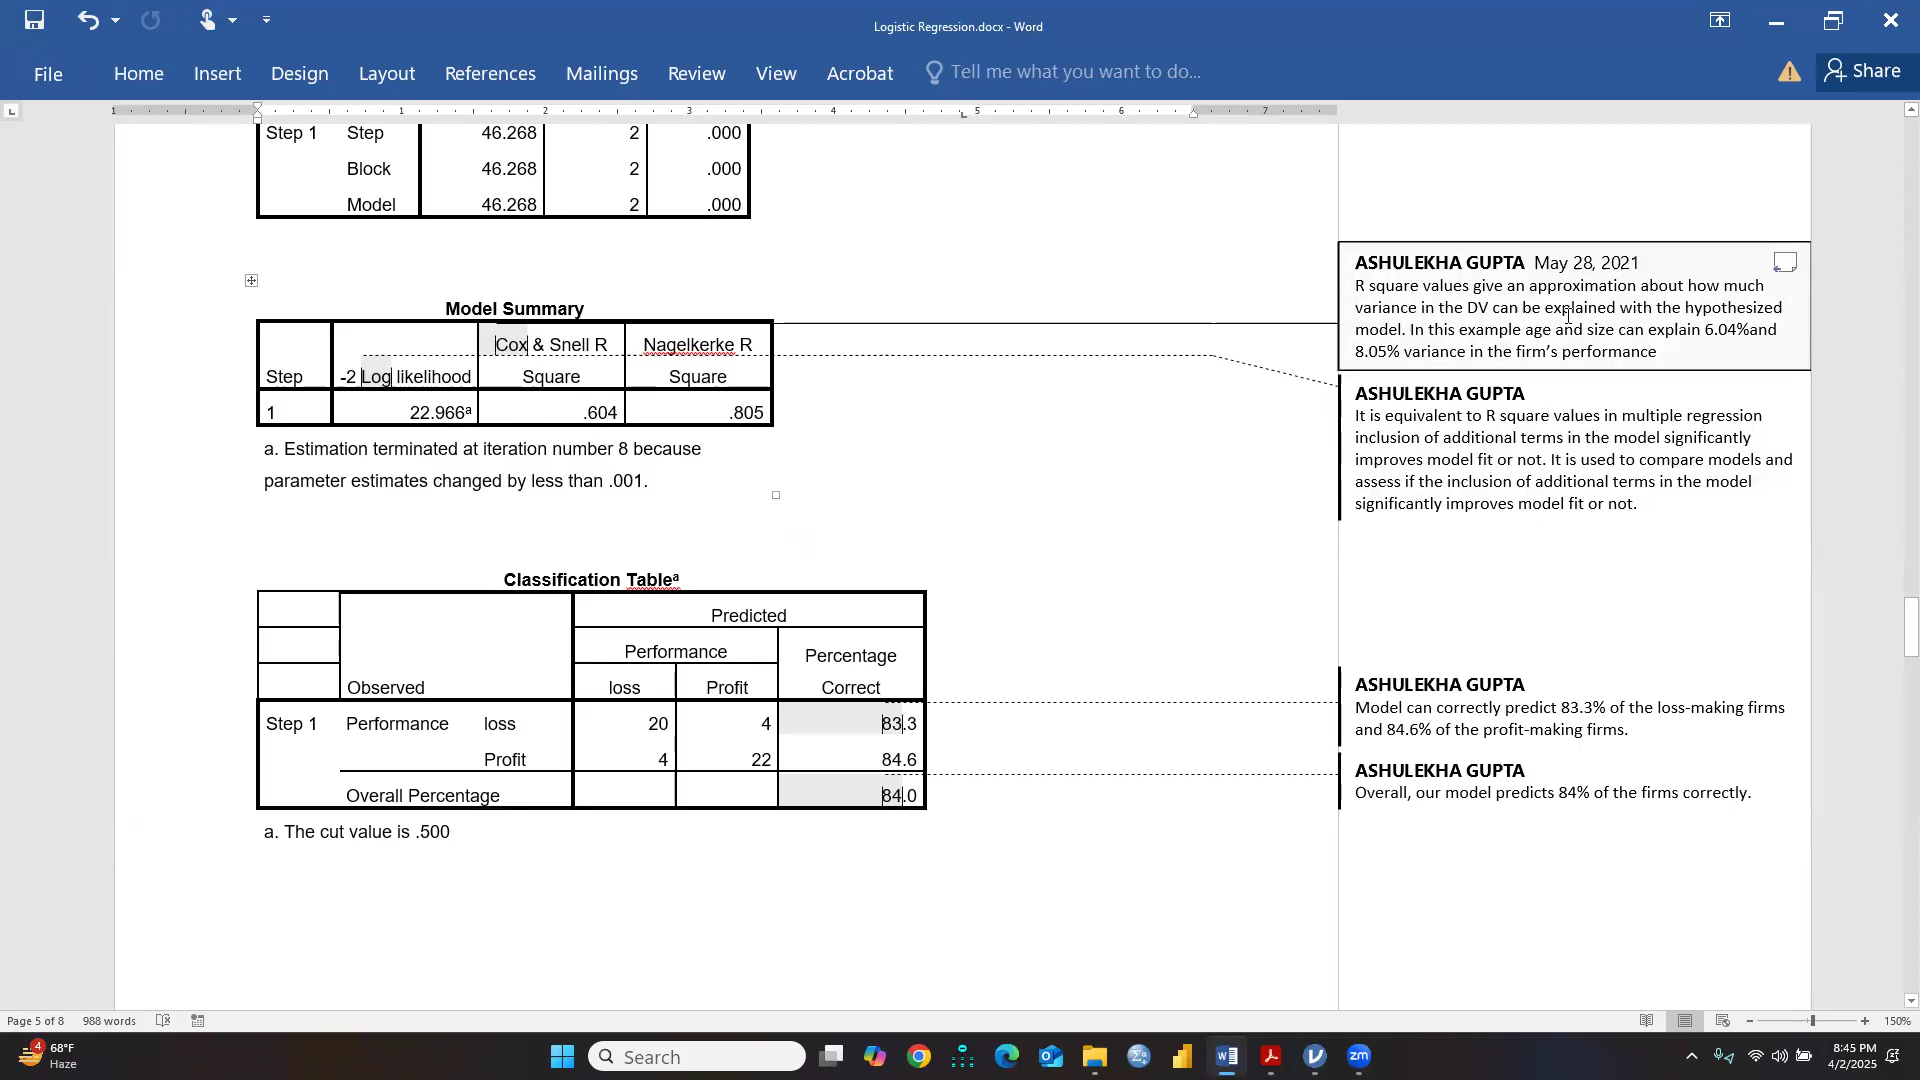 Logistic Regression.docx - Word
File Home Insert Design Layout References Mailings Review View Acrobat Tell me what you want to do... Share
1 1 2 3 4 5 6 7
Step 1 Step 46.268 2 .000
Block 46.268 2 .000
Model 46.268 2 .000
Model Summary
Step -2 Log likelihood Cox & Snell R Square Nagelkerke R Square
1 22.966a .604 .805
a. Estimation terminated at iteration number 8 because
parameter estimates changed by less than .001.
Classification Tablea
Predicted
Performance Percentage Correct
Observed loss Profit
Step 1 Performance loss 20 4 83.3
Profit 4 22 84.6
Overall Percentage 84.0
a. The cut value is .500
ASHULEKHA GUPTA May 28, 2021
R square values give an approximation about how much
variance in the DV can be explained with the hypothesized
model. In this example age and size can explain 6.04%and
8.05% variance in the firm's performance
ASHULEKHA GUPTA
It is equivalent to R square values in multiple regression
inclusion of additional terms in the model significantly
improves model fit or not. It is used to compare models and
assess if the inclusion of additional terms in the model
significantly improves model fit or not.
ASHULEKHA GUPTA
Model can correctly predict 83.3% of the loss-making firms
and 84.6% of the profit-making firms.
ASHULEKHA GUPTA
Overall, our model predicts 84% of the firms correctly.
Page 5 of 8 988 words 150%
4 68°F
Haze
Search
zm
8:45 PM
4/2/2025